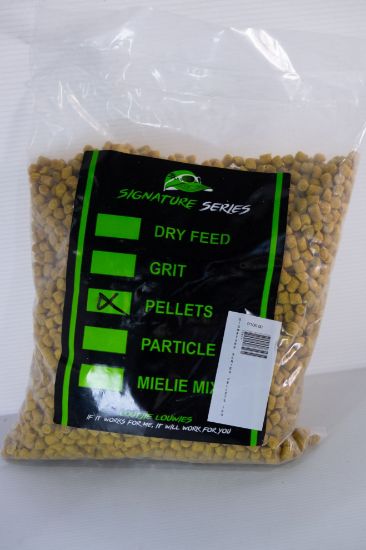 SIGNATURE SERIES
DRY FEED
GRIT
PELLETS
PARTICLE
MIELIE MIX
LOUWIES
IF IT WORKS FOR ME, IT WILL WORK FOR YOU